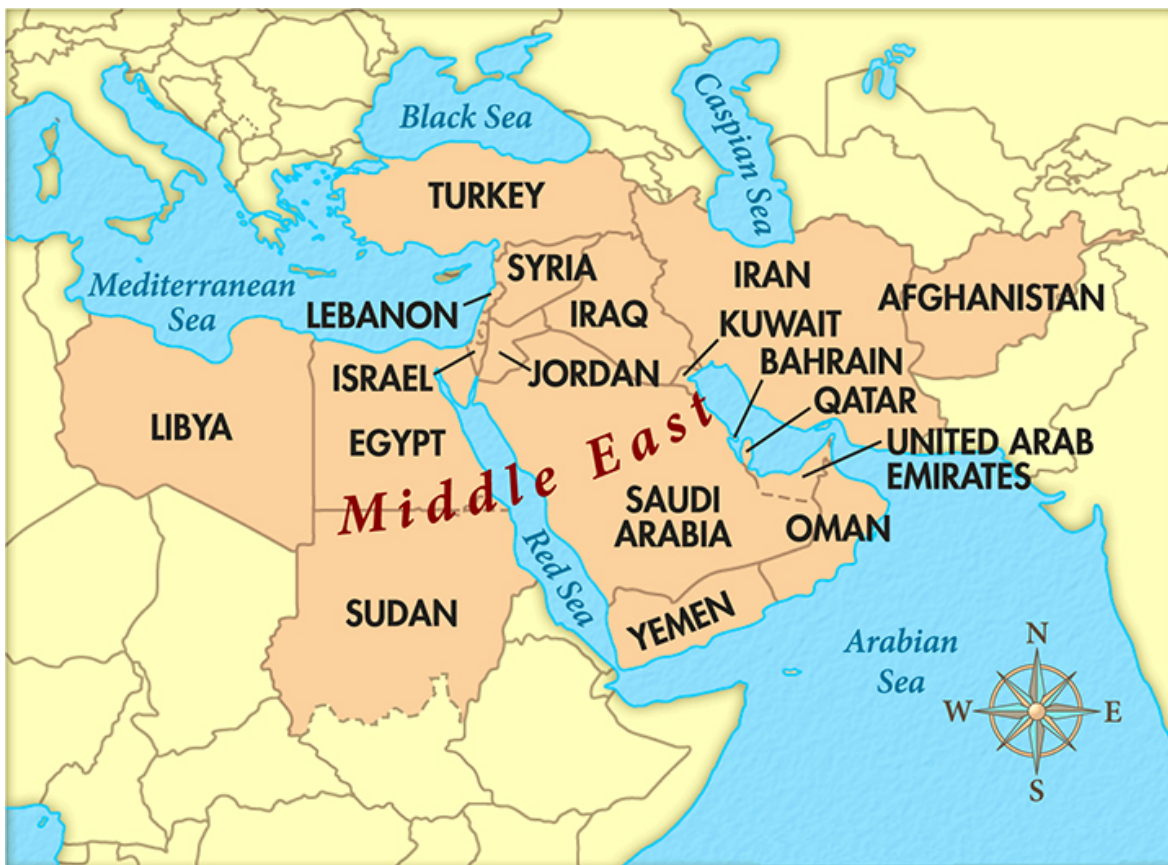 Black Sea
Caspian Sea
TURKEY
Mediterranean
Sea
SYRIA
LEBANON
IRAQ
IRAN
AFGHANISTAN
KUWAIT
ISRAEL
JORDAN
BAHRAIN
QATAR
LIBYA
EGYPT
UNITED ARAB
EMIRATES
Middle East
SAUDI
ARABIA
OMAN
Red Sea
SUDAN
YEMEN
Arabian
Sea
N
W
E
S